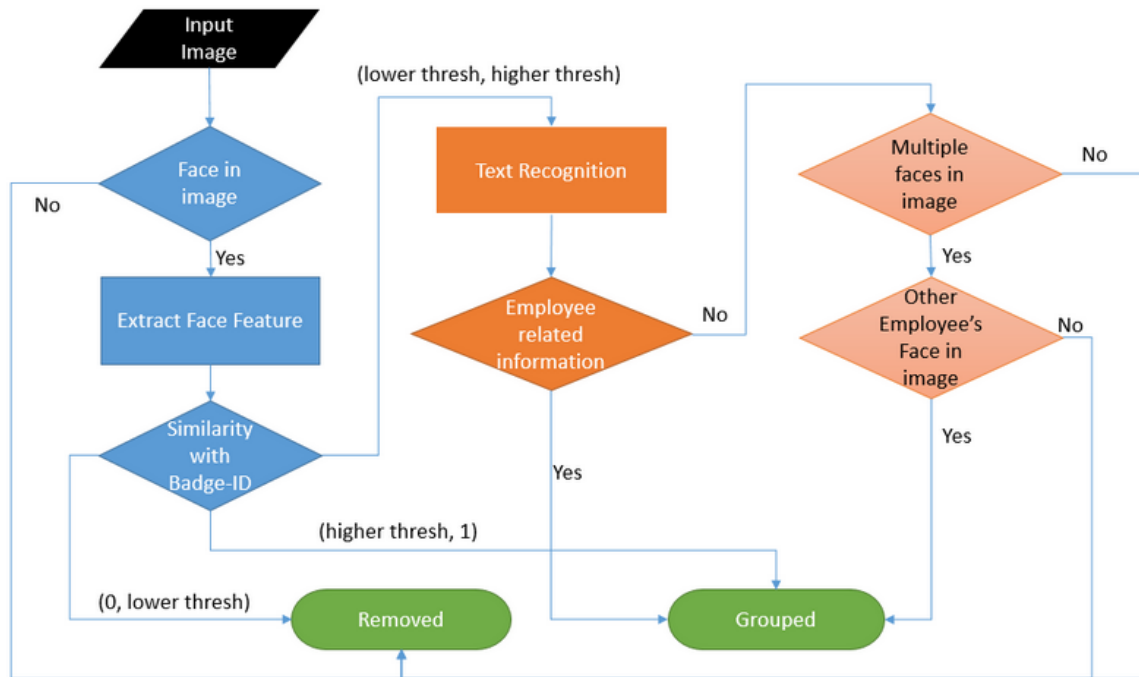 Input
Image
(lower thresh, higher thresh)
Face in
image
No
Yes
Extract Face Feature
Similarity
with
Badge-ID
(higher thresh, 1)
(0, lower thresh)
Removed
Text Recognition
Employee
related
information
No
Yes
Grouped
Multiple
faces in
image
No
Yes
Other
Employee's
Face in
image
No
Yes